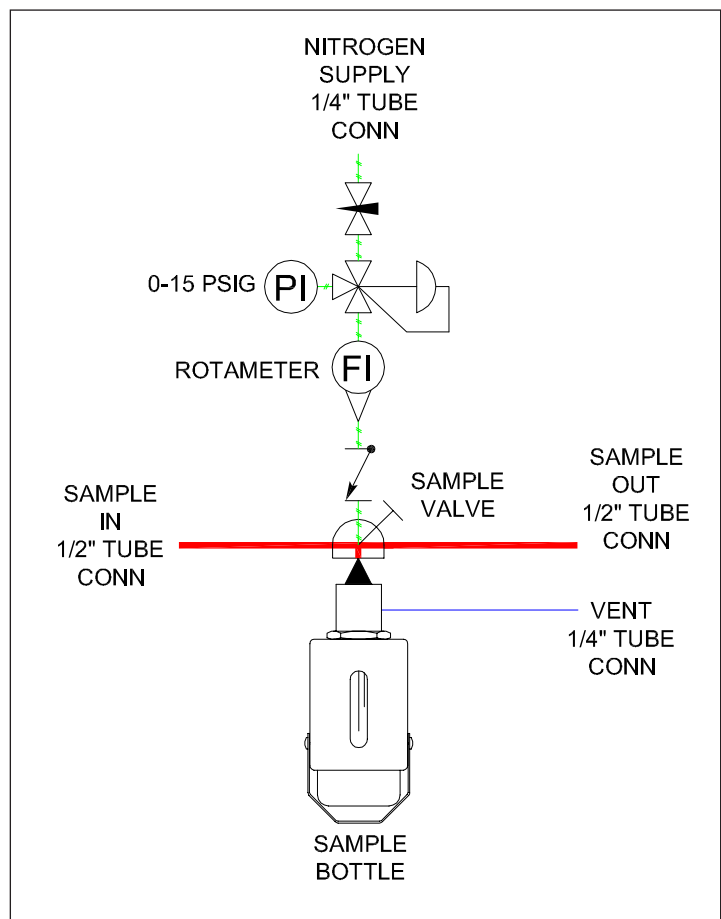 NITROGEN
SUPPLY
1/4" TUBE
CONN
0-15 PSIG
PI
ROTAMETER
FI
SAMPLE
VALVE
SAMPLE
IN
1/2" TUBE
CONN
SAMPLE
OUT
1/2" TUBE
CONN
VENT
1/4" TUBE
CONN
SAMPLE
BOTTLE